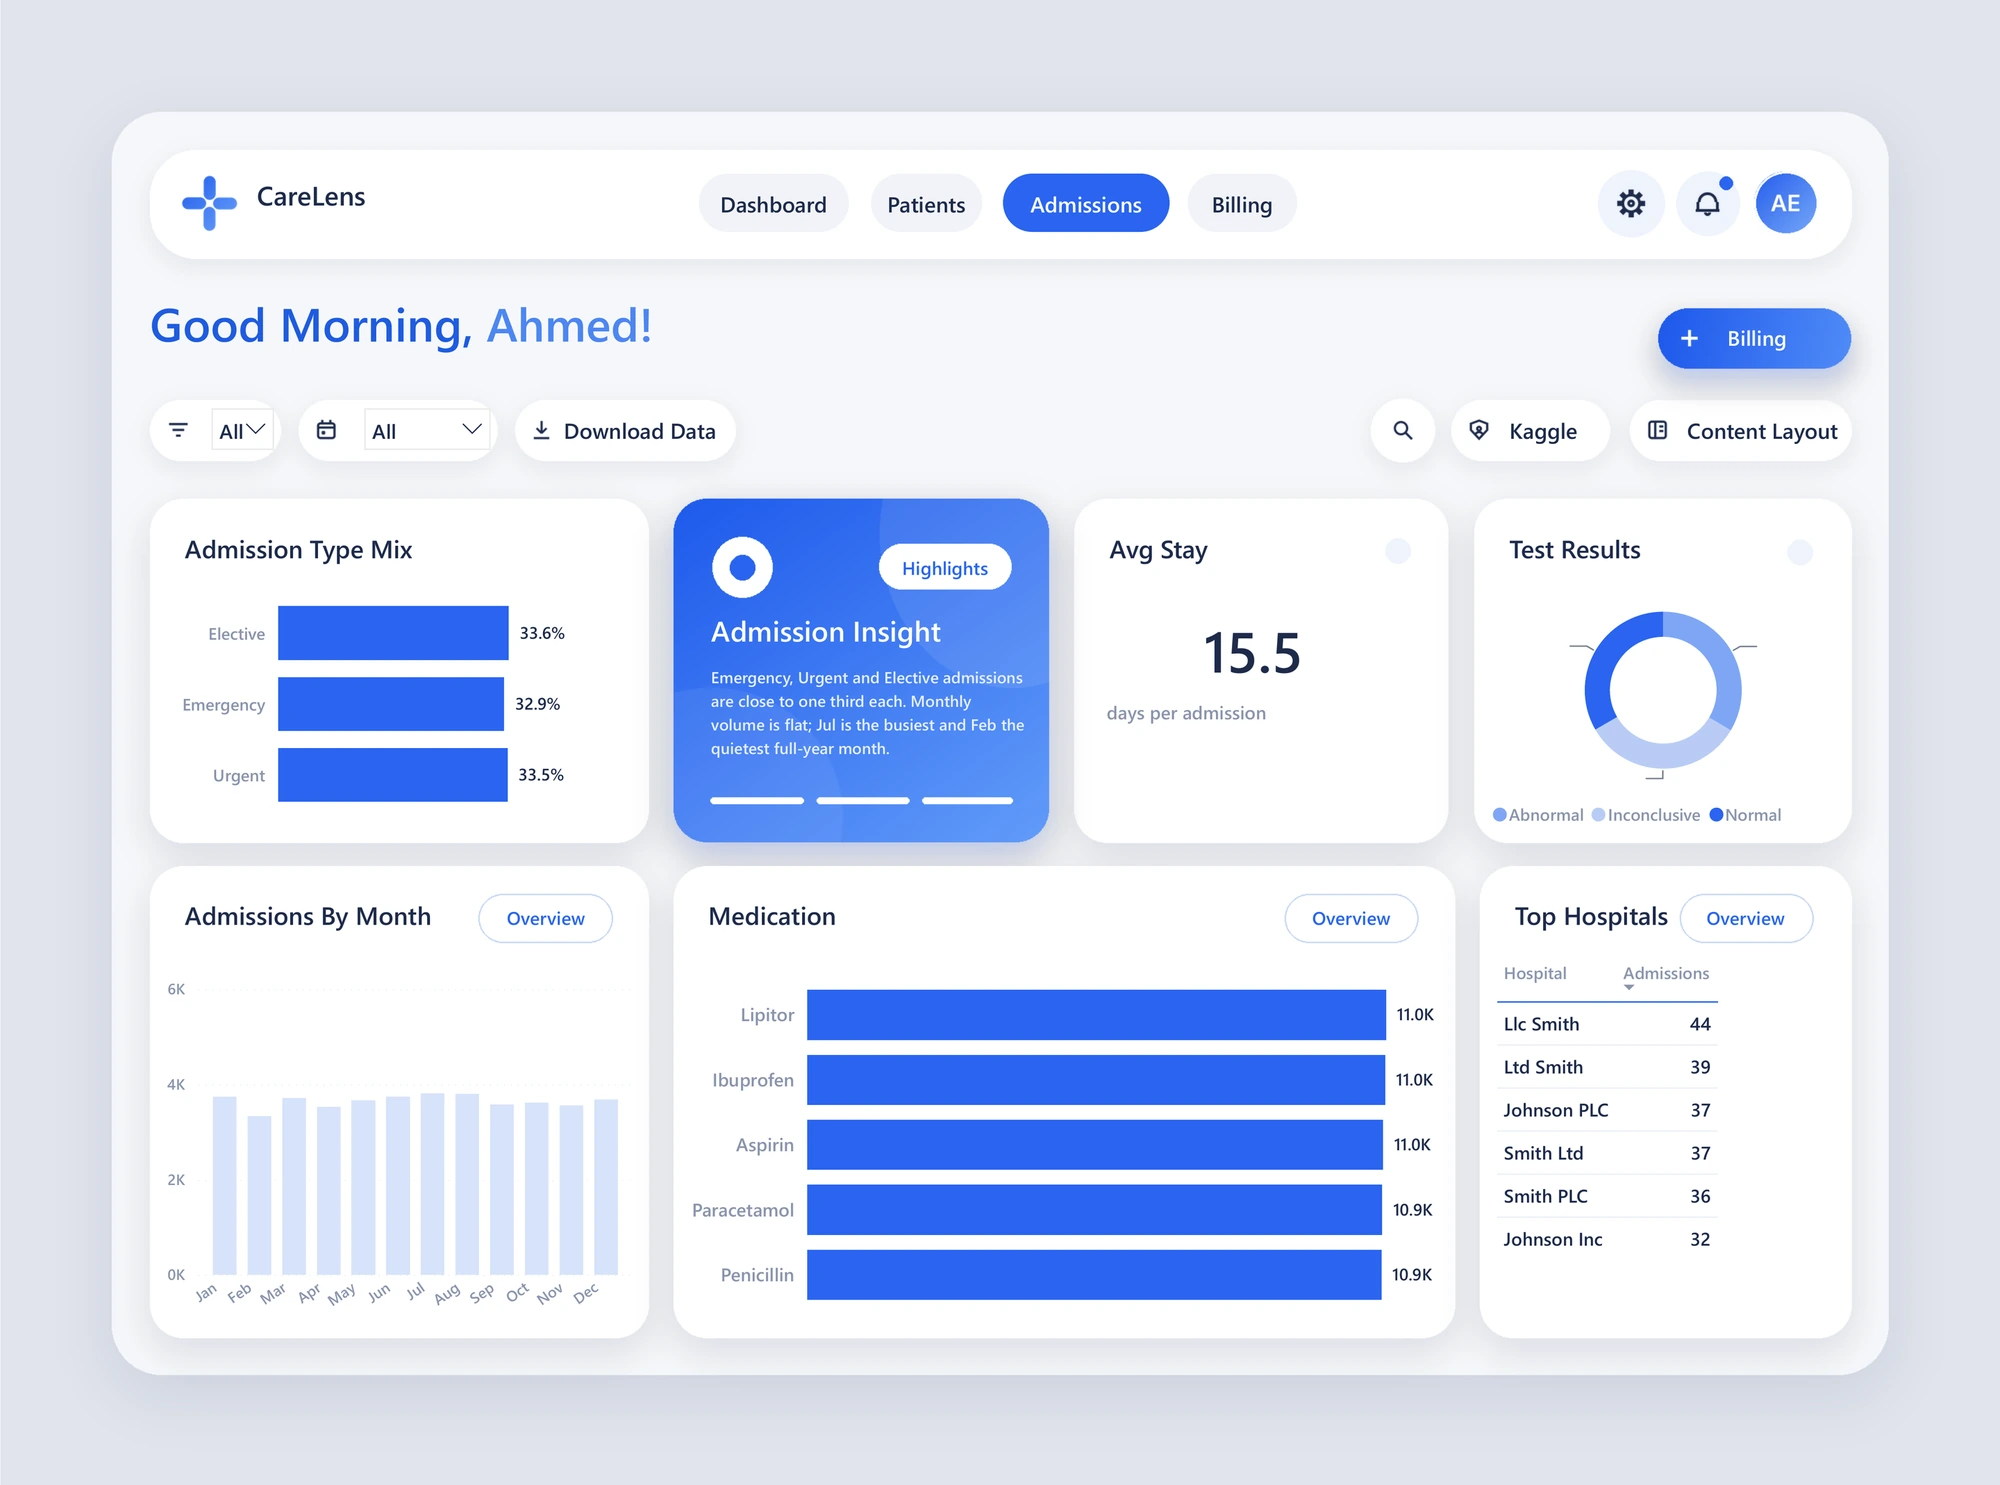 CareLens
Dashboard
Patients
Admissions
Billing
AE
Good Morning, Ahmed!
+ Billing
All
All
Download Data
Kaggle
Content Layout
Admission Type Mix
Elective
33.6%
Emergency
32.9%
Urgent
33.5%
Highlights
Admission Insight
Emergency, Urgent and Elective admissions
are close to one third each. Monthly
volume is flat; Jul is the busiest and Feb the
quietest full-year month.
Avg Stay
15.5
days per admission
Test Results
Abnormal
Inconclusive
Normal
Admissions By Month
Overview
6K
4K
2K
0K
Jan
Feb
Mar
Apr
May
Jun
Jul
Aug
Sep
Oct
Nov
Dec
Medication
Overview
Lipitor
11.0K
Ibuprofen
11.0K
Aspirin
11.0K
Paracetamol
10.9K
Penicillin
10.9K
Top Hospitals
Overview
Hospital Admissions
Llc Smith 44
Ltd Smith 39
Johnson PLC 37
Smith Ltd 37
Smith PLC 36
Johnson Inc 32